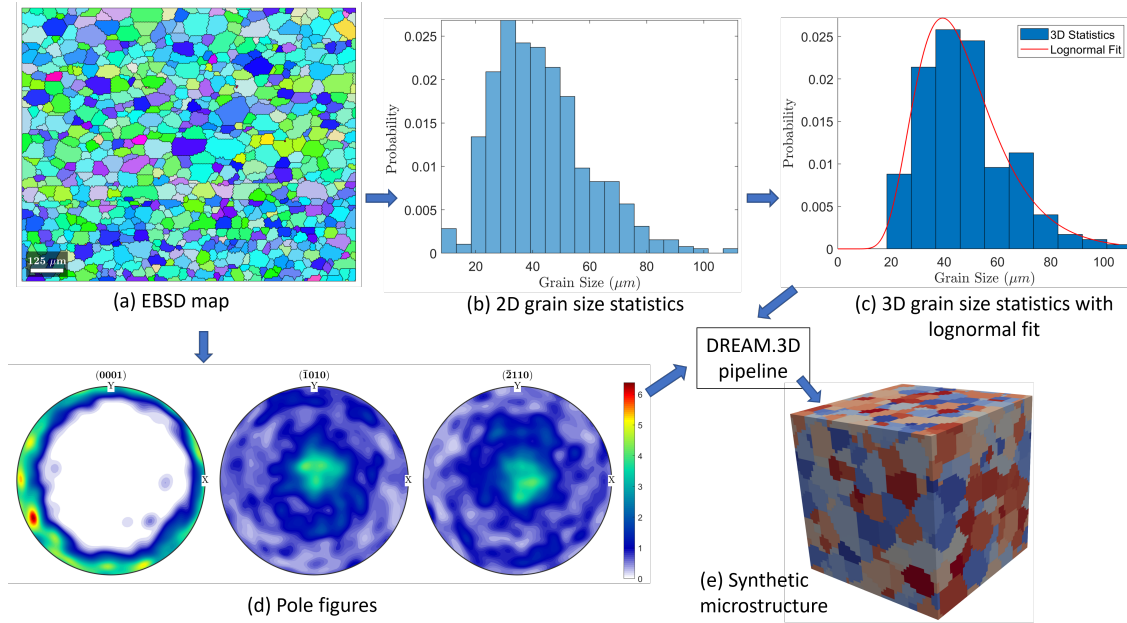 125 μm
(a) EBSD map
0.025
0.02
0.015
0.01
0.005
0
Probability
20
40
60
80
100
Grain Size (μm)
(b) 2D grain size statistics
3D Statistics
Lognormal Fit
0.025
0.02
0.015
0.01
0.005
0
Probability
0
20
40
60
80
100
Grain Size (μm)
(c) 3D grain size statistics with
lognormal fit
DREAM.3D
pipeline
(0001)
Y
X
(1̄010)
Y
X
(2̄110)
Y
X
6
5
4
3
2
1
0
(d) Pole figures
(e) Synthetic
microstructure